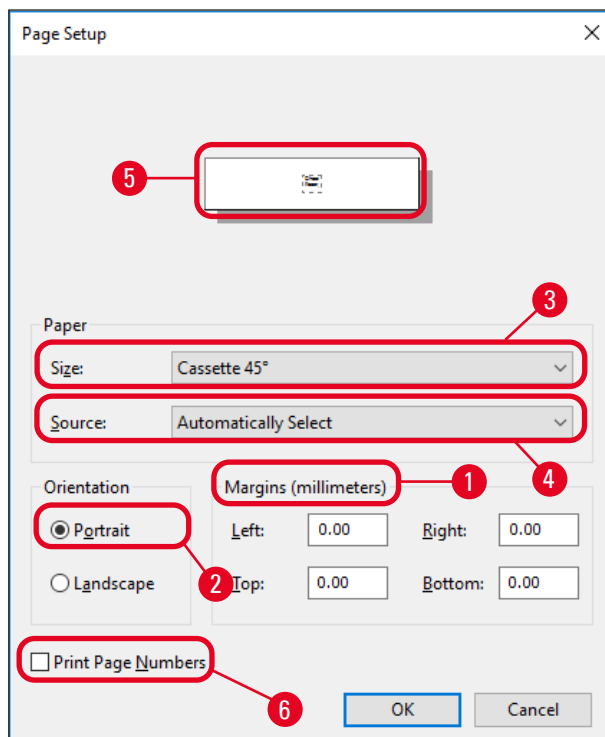 Page Setup
5
3
Paper
Size: Cassette 45°
Source: Automatically Select
4
Orientation
Margins (millimeters) 1
Portrait
Left: 0.00 Right: 0.00
2
Landscape
Top: 0.00 Bottom: 0.00
Print Page Numbers
6
OK Cancel